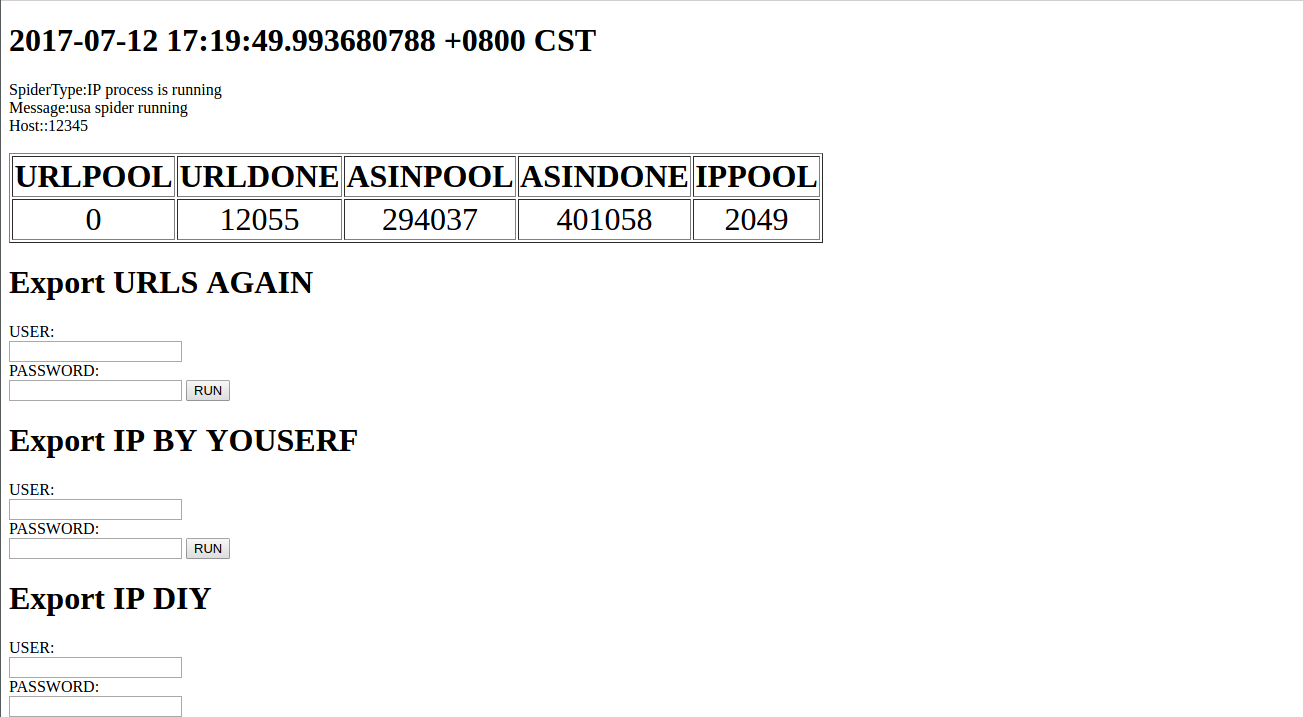 2017-07-12 17:19:49.993680788 +0800 CST
SpiderType:IP process is running
Message:usa spider running
Host::12345
URLPOOL URLDONE ASINPOOL ASINDONE IPPOOL
0 12055 294037 401058 2049
Export URLS AGAIN
USER:
PASSWORD:
RUN
Export IP BY YOUSERF
USER:
PASSWORD:
RUN
Export IP DIY
USER:
PASSWORD: